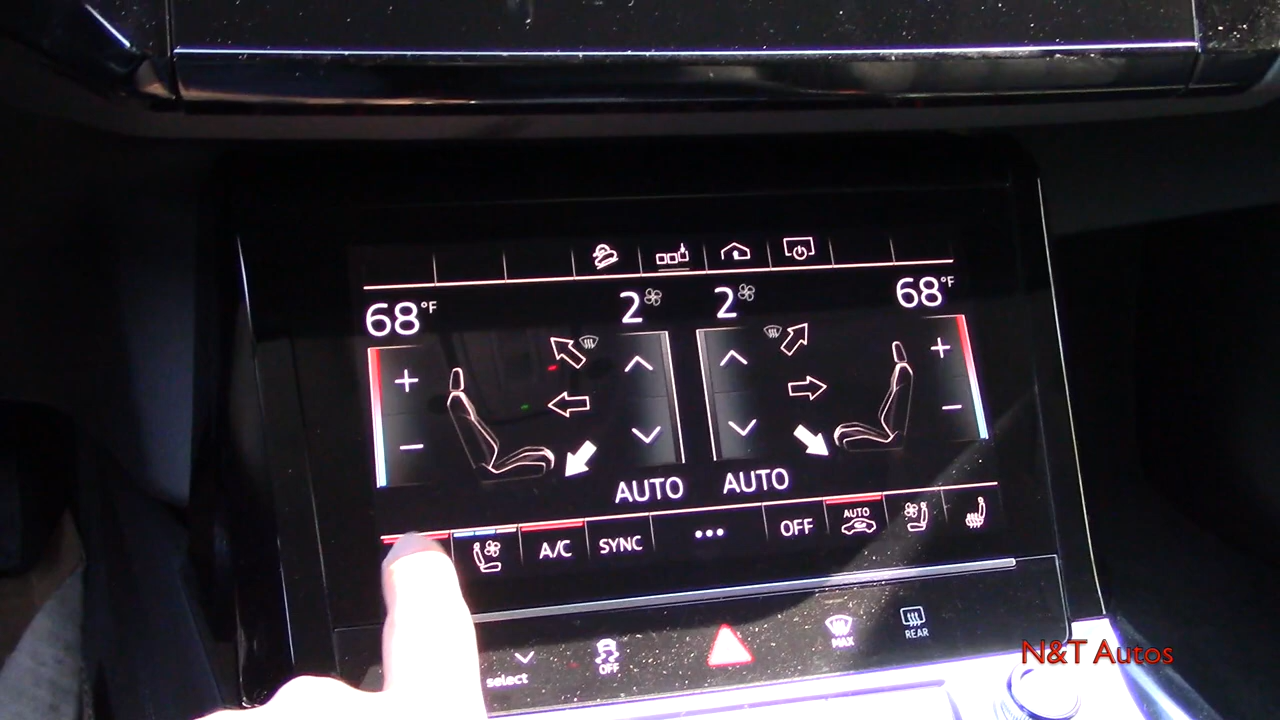 68°F 2 2 68°F
+ +
− −
AUTO AUTO
A/C SYNC ••• OFF AUTO
select OFF MAX REAR
N&T Autos